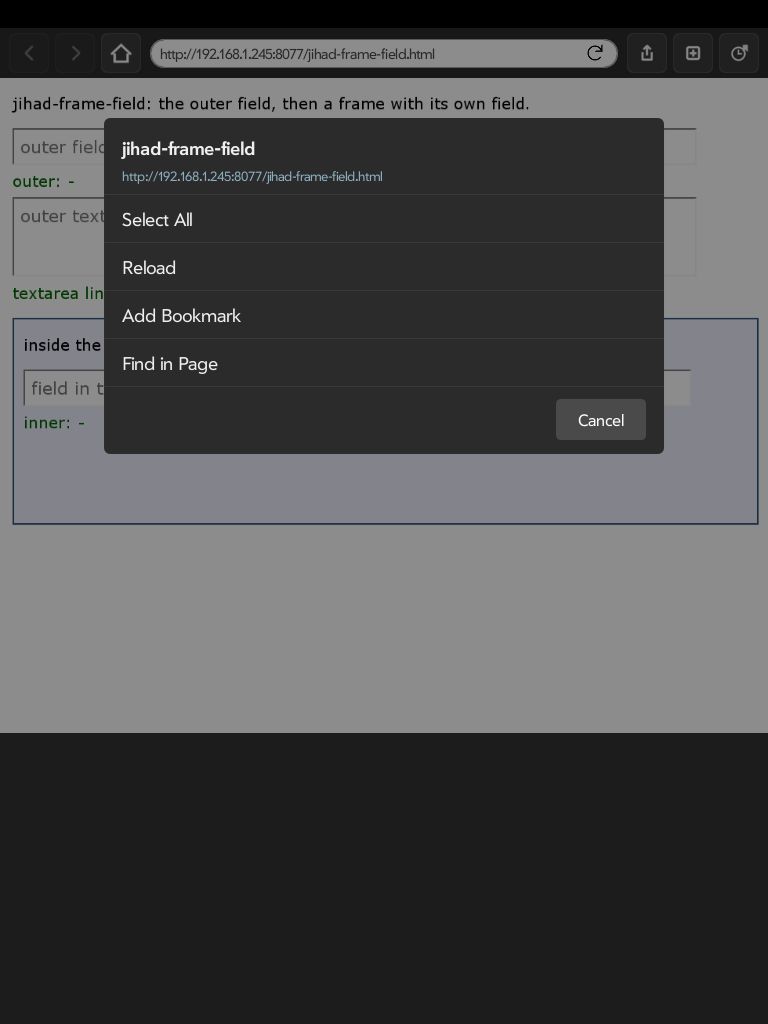 http://192.168.1.245:8077/jihad-frame-field.html
jihad-frame-field: the outer field, then a frame with its own field.
outer field
outer: -
outer text
textarea lin
inside the
field in t
inner: -
jihad-frame-field
http://192.168.1.245:8077/jihad-frame-field.html
Select All
Reload
Add Bookmark
Find in Page
Cancel